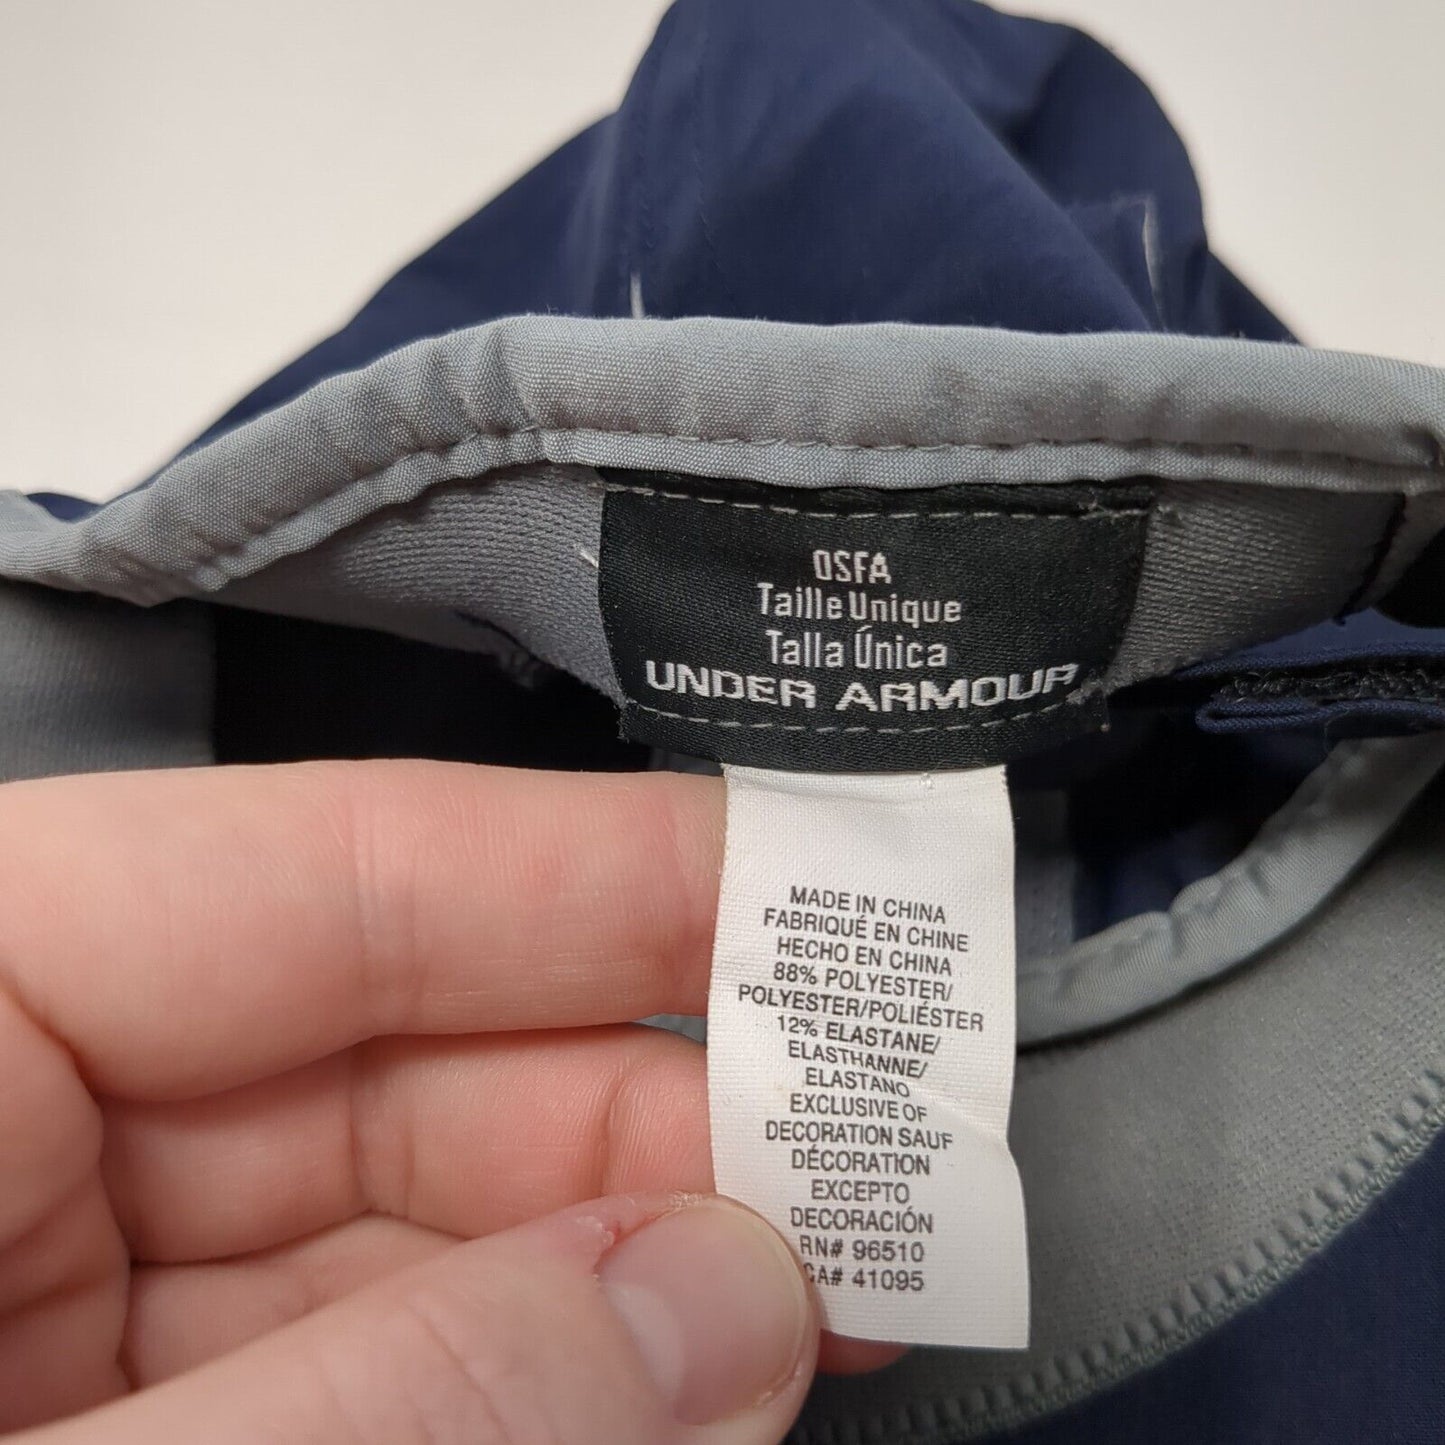 OSFA
Taille Unique
Talla Única
UNDER ARMOUR
MADE IN CHINA
FABRIQUÉ EN CHINE
HECHO EN CHINA
88% POLYESTER/
POLYESTER/POLIÉSTER
12% ELASTANE/
ELASTHANNE/
ELASTANO
EXCLUSIVE OF
DECORATION SAUF
DÉCORATION
EXCEPTO
DECORACIÓN
RN# 96510
CA# 41095